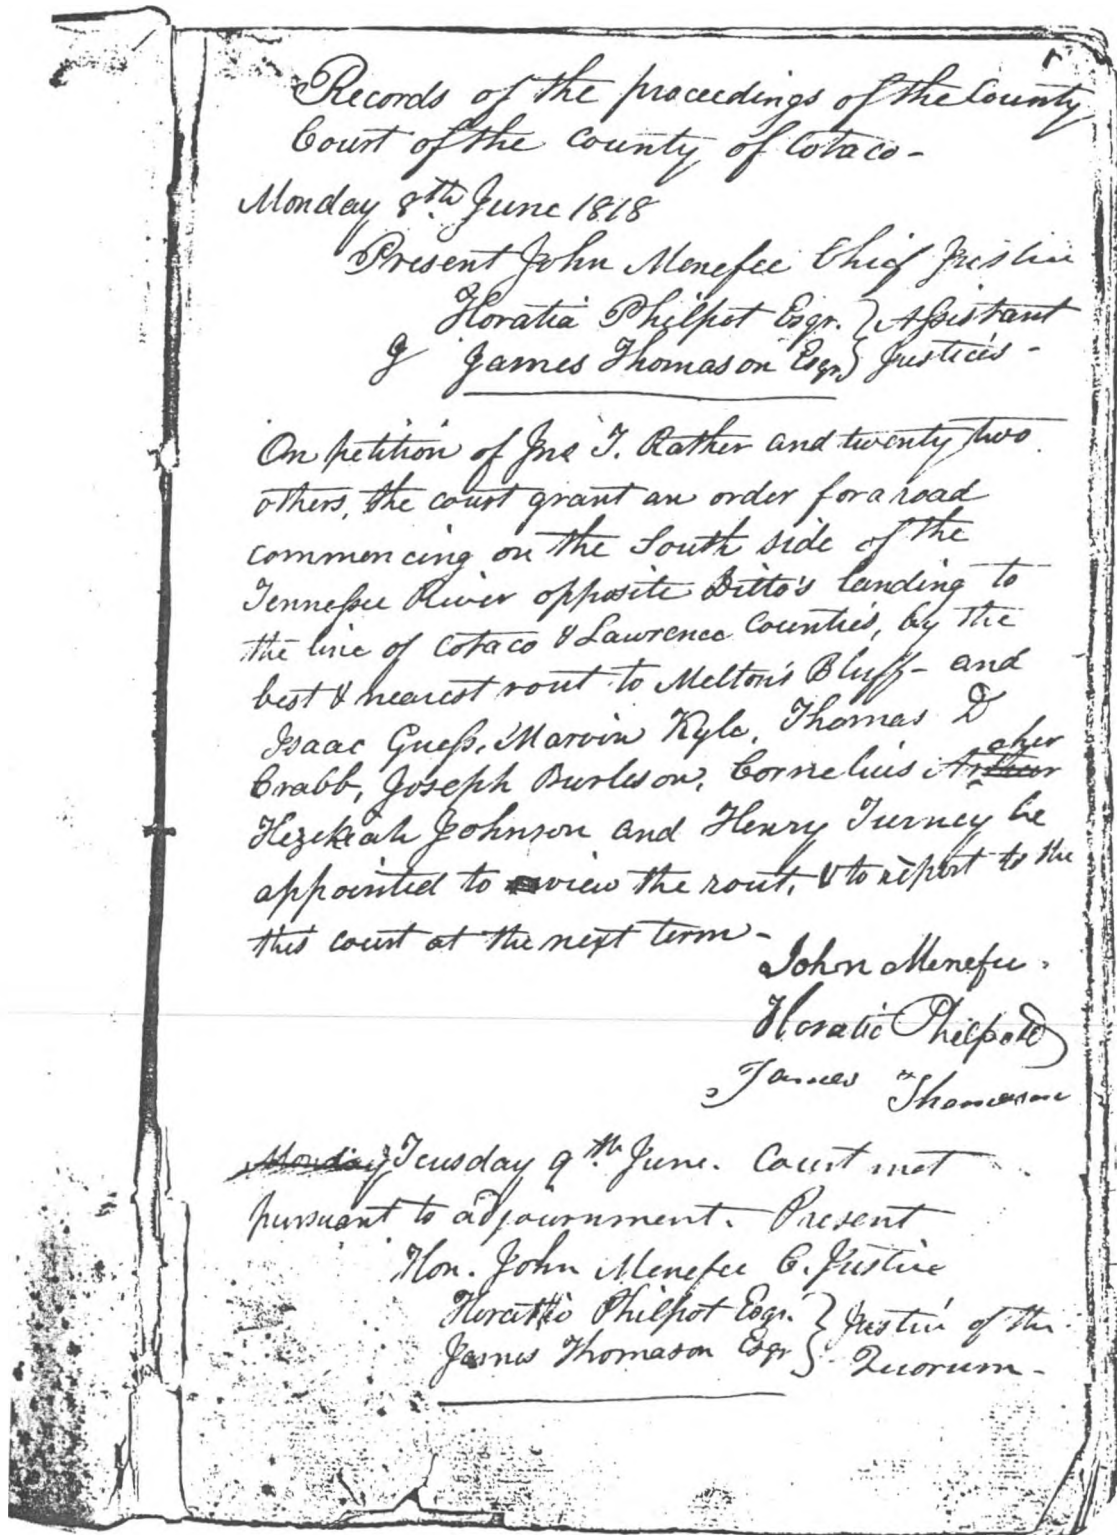 Records of the proceedings of the County
Court of the County of Cotaco -
Monday 8th June 1818
Present John Menefee Chief Justice
Horatia Philpot Esqr. } Assistant
& James Thomason Esqr } Justices -
On petition of Jno T. Rather and twenty two
others, the court grant an order for a road
commencing on the South side of the
Tennessee River opposite Ditto's landing to
the line of Cotaco & Lawrence Counties, by the
best & nearest rout to Melton's Bluff - and
Isaac Guess, Marvin Kyle, Thomas D
Crabb, Joseph Burleson, Cornelius Archer
Hezekiah Johnson and Henry Turney be
appointed to view the rout, & to report to the
this court at the next term -
John Menefee.
Horatio Philpott
James Thomason
Monday Teusday 9th June. Court met
pursuant to adjournment. Present
Hon. John Menefee C. Justice
Horatio Philpot Esqr. } Justice of the
James Thomason Esqr } Quorum -